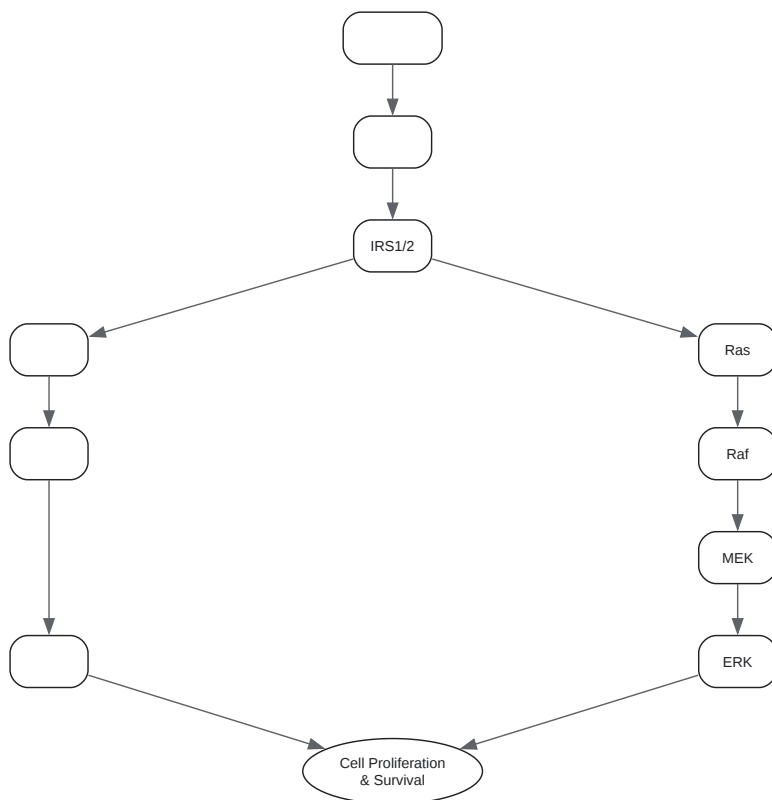 IRS1/2
Ras
Raf
MEK
ERK
Cell Proliferation
& Survival